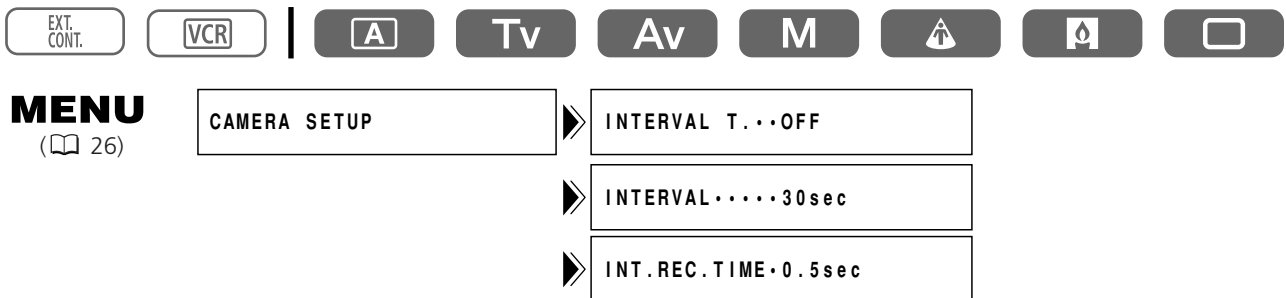 EXT. CONT. VCR A Tv Av M
MENU
(26)
CAMERA SETUP
INTERVAL T.••OFF
INTERVAL•••••30sec
INT.REC.TIME•0.5sec